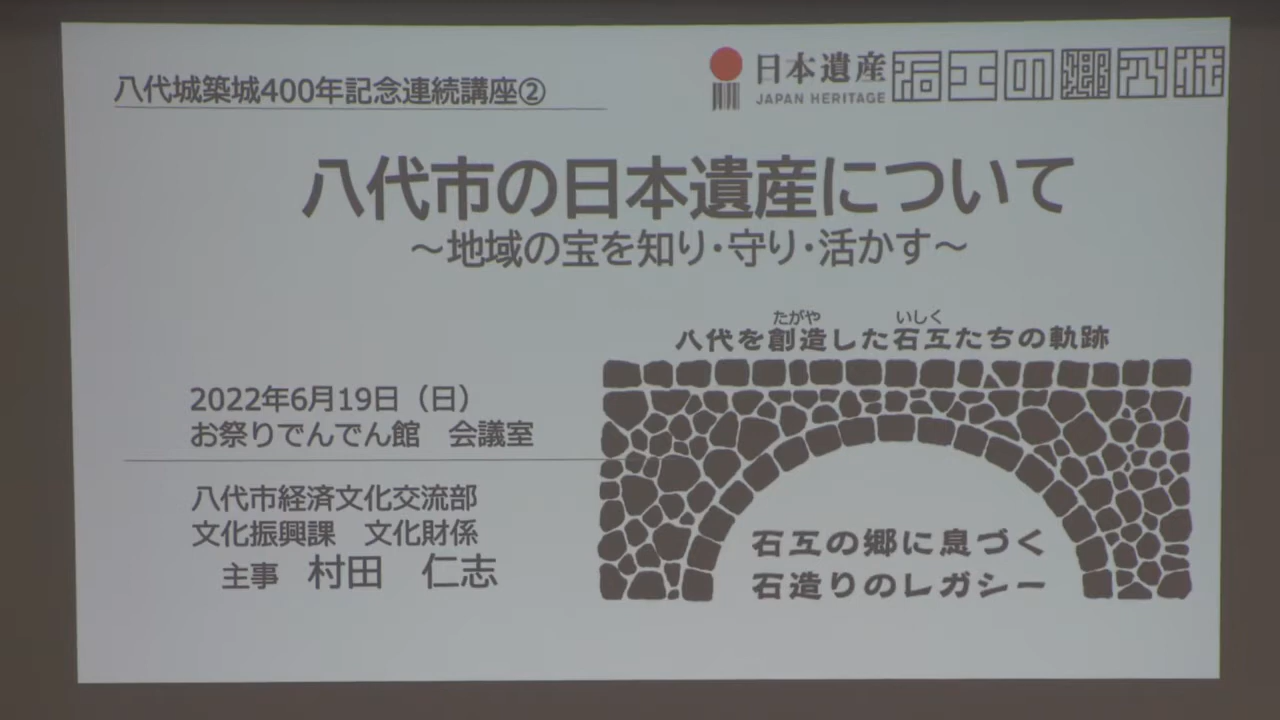 八代城築城400年記念連続講座②
日本遺産
JAPAN HERITAGE
石工の郷八代
八代市の日本遺産について
~地域の宝を知り・守り・活かす~
2022年6月19日(日)
お祭りでんでん館 会議室
八代市経済文化交流部
文化振興課 文化財係
主事 村田 仁志
たがや いしく
八代を創造した石工たちの軌跡
石工の郷に息づく
石造りのレガシー